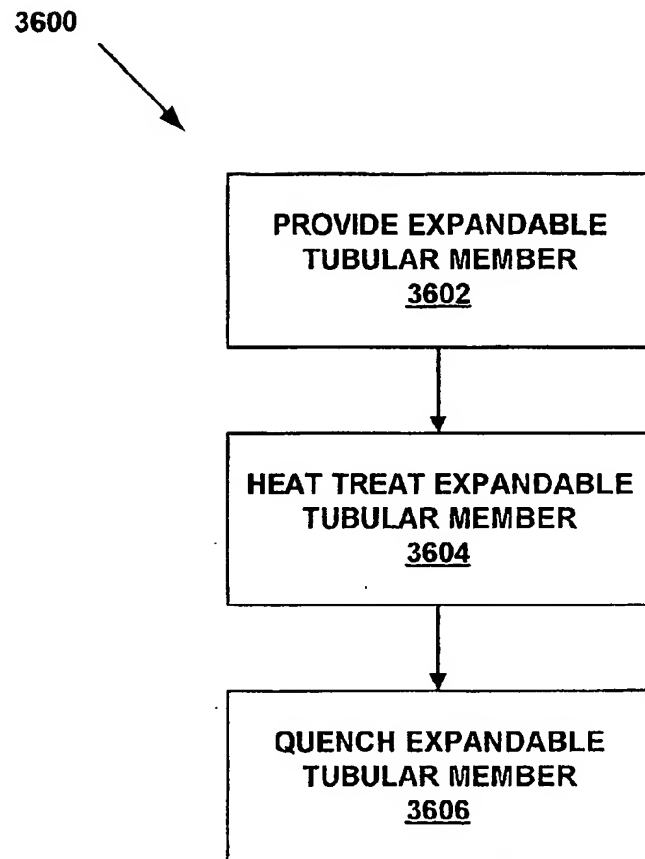 3600
PROVIDE EXPANDABLE
TUBULAR MEMBER
3602
HEAT TREAT EXPANDABLE
TUBULAR MEMBER
3604
QUENCH EXPANDABLE
TUBULAR MEMBER
3606